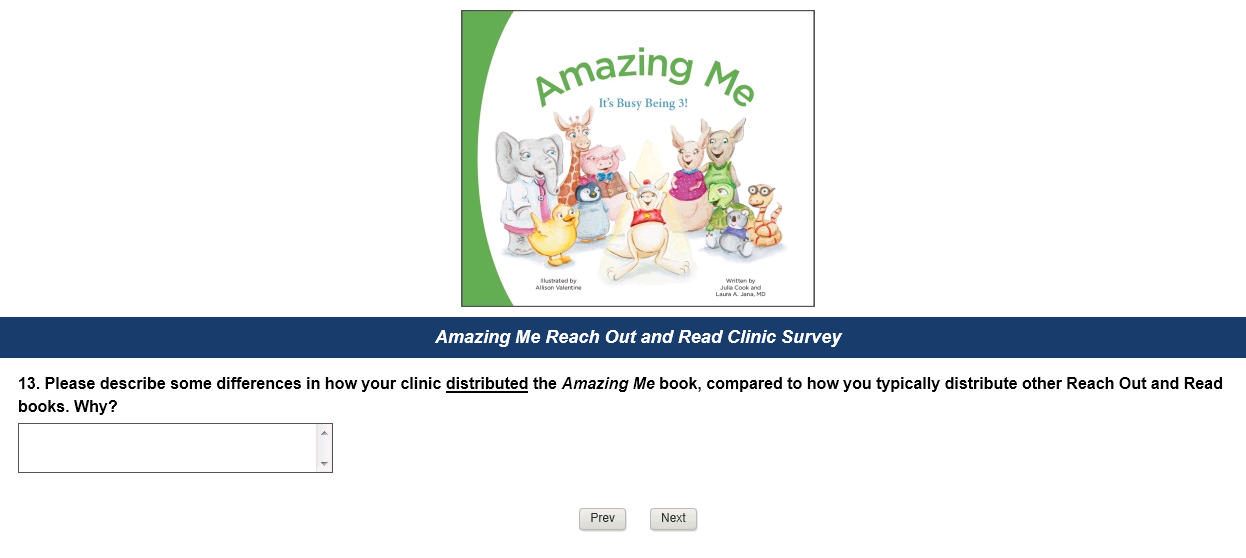 Amazing Me
It's Busy Being 3!
Illustrated by
Allison Valentine
Written by
Julia Cook and
Laura A. Jana, MD
Amazing Me Reach Out and Read Clinic Survey
13. Please describe some differences in how your clinic distributed the Amazing Me book, compared to how you typically distribute other Reach Out and Read
books. Why?
Prev
Next